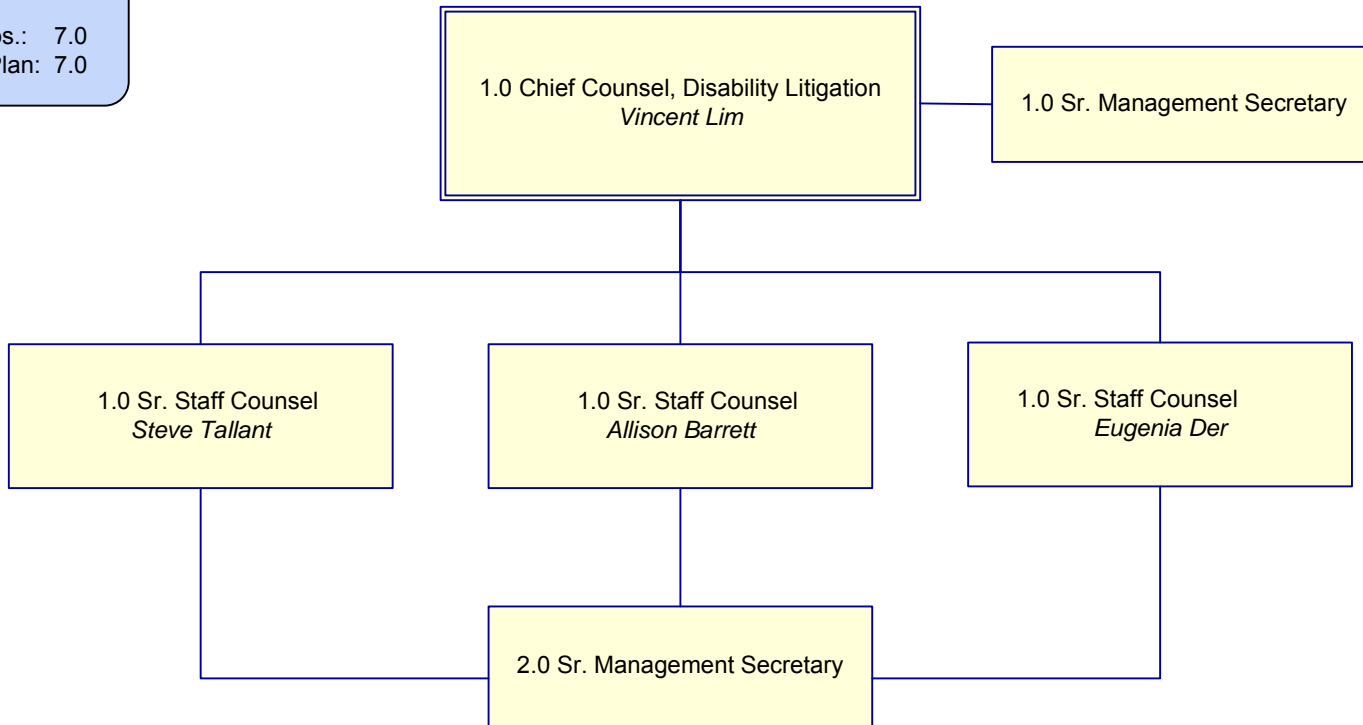 os.: 7.0
Plan: 7.0
1.0 Chief Counsel, Disability Litigation
Vincent Lim
1.0 Sr. Management Secretary
1.0 Sr. Staff Counsel
Steve Tallant
1.0 Sr. Staff Counsel
Allison Barrett
1.0 Sr. Staff Counsel
Eugenia Der
2.0 Sr. Management Secretary